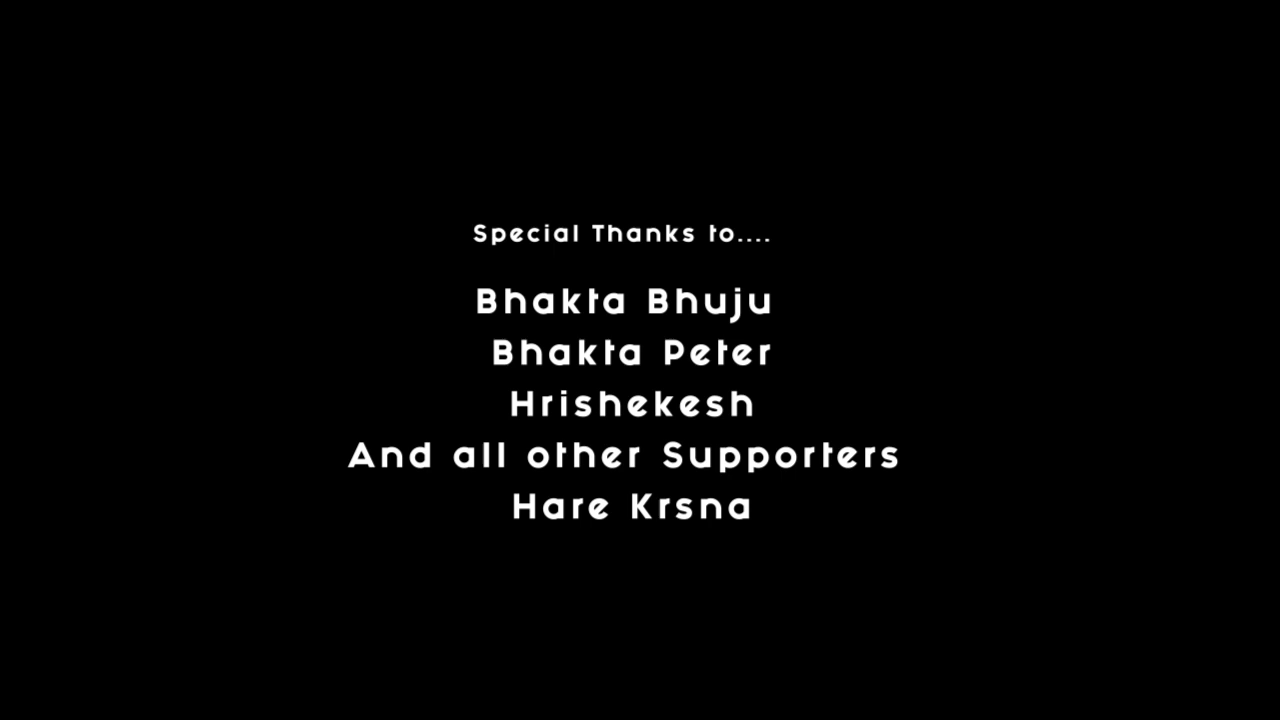 Special Thanks to....
Bhakta Bhuju
Bhakta Peter
Hrishekesh
And all other Supporters
Hare Krsna